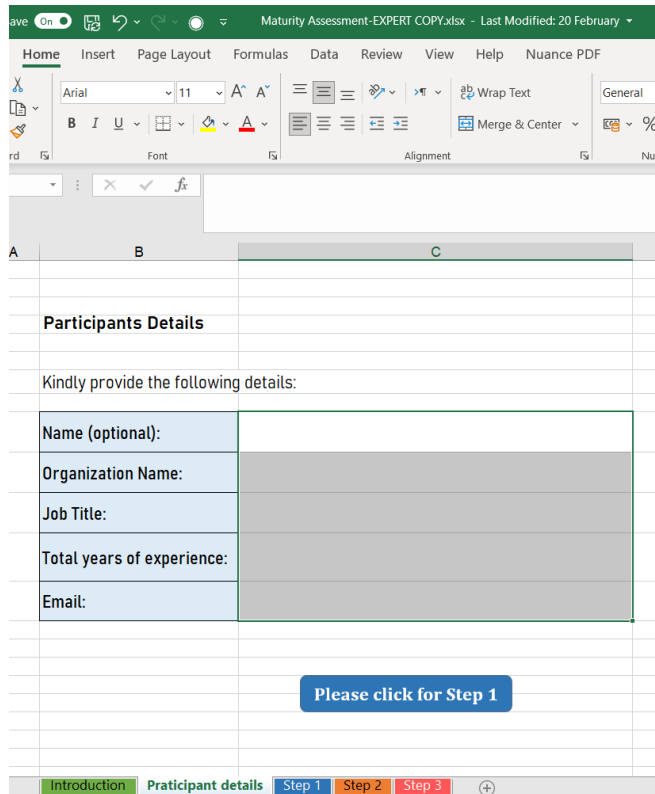 ave On Maturity Assessment-EXPERT COPY.xlsx - Last Modified: 20 February
Home Insert Page Layout Formulas Data Review View Help Nuance PDF
Arial 11 A^ A˅ ab Wrap Text General
B I U A Merge & Center %
rd Font Alignment Nu
fx
A B C
Participants Details
Kindly provide the following details:
Name (optional):
Organization Name:
Job Title:
Total years of experience:
Email:
Please click for Step 1
Introduction Praticipant details Step 1 Step 2 Step 3